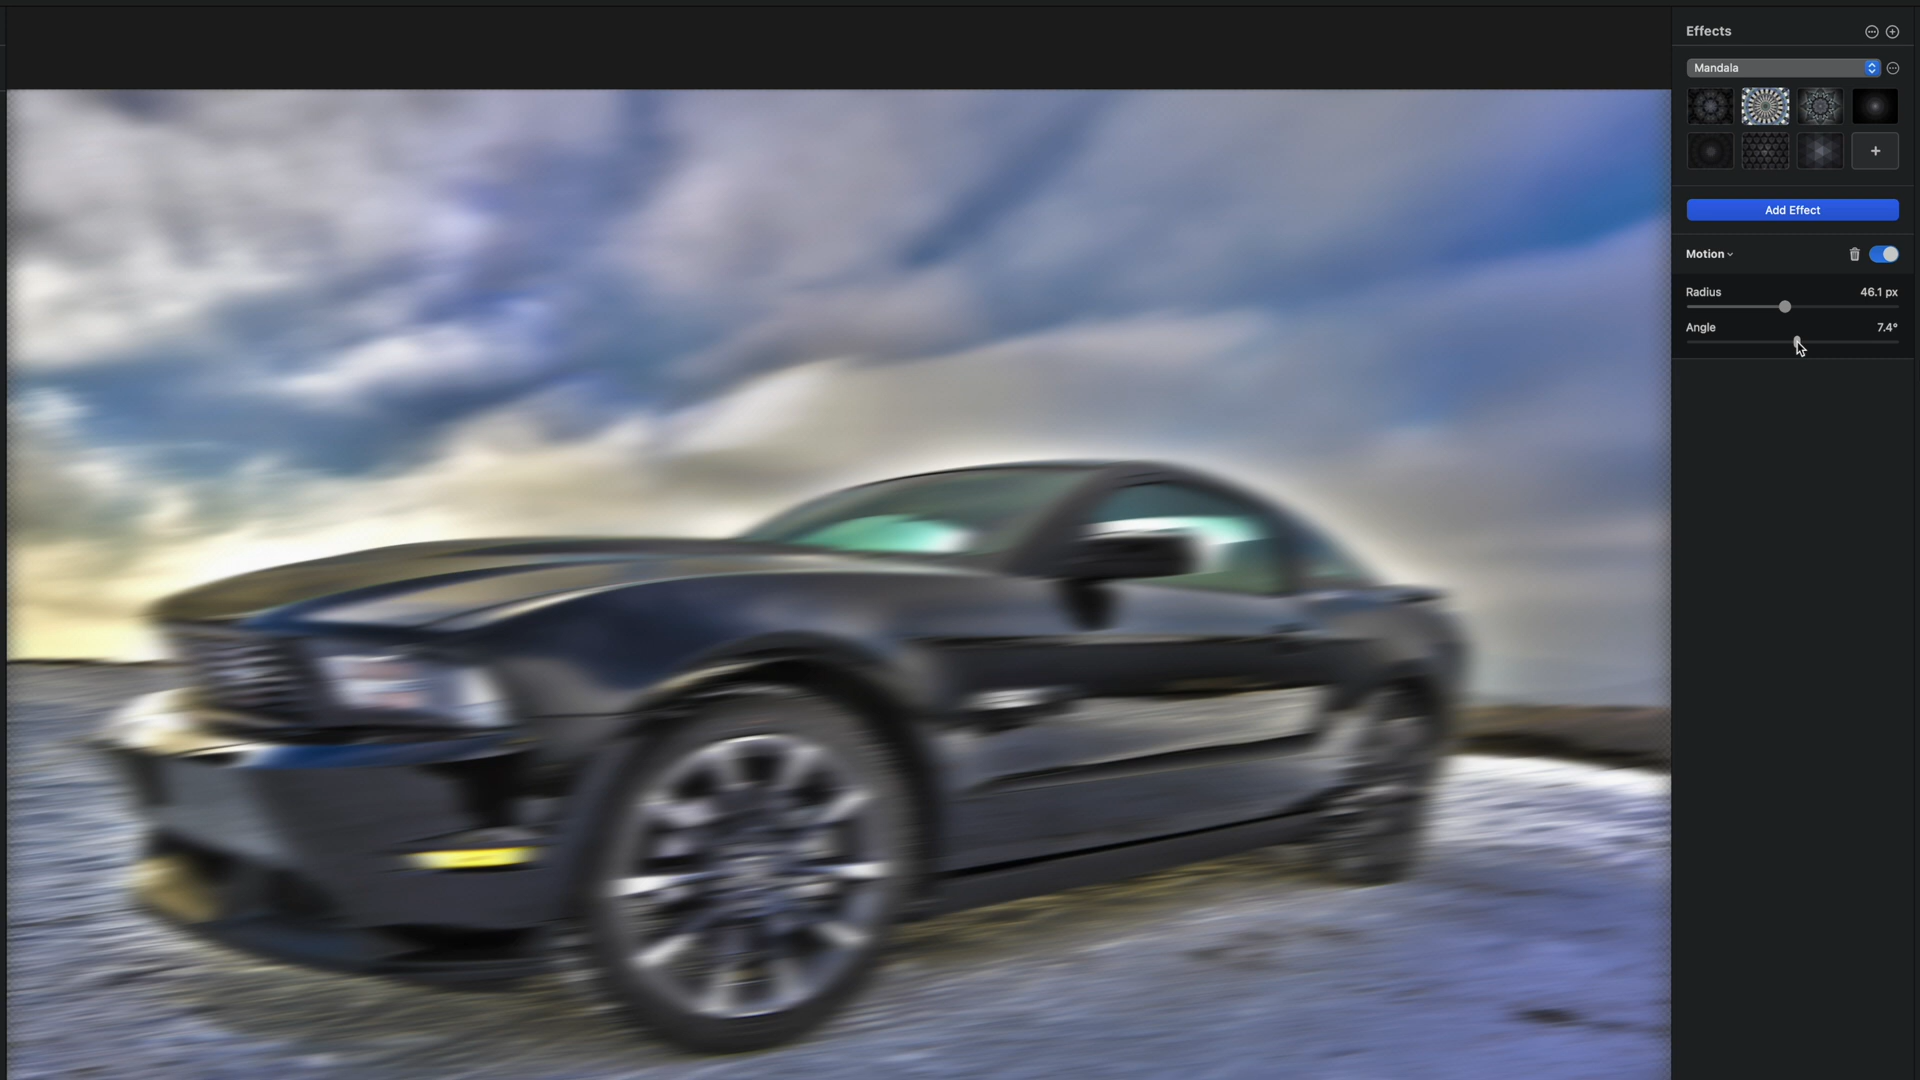 Effects
Mandala
Add Effect
Motion
Radius 46.1 px
Angle 7.4°